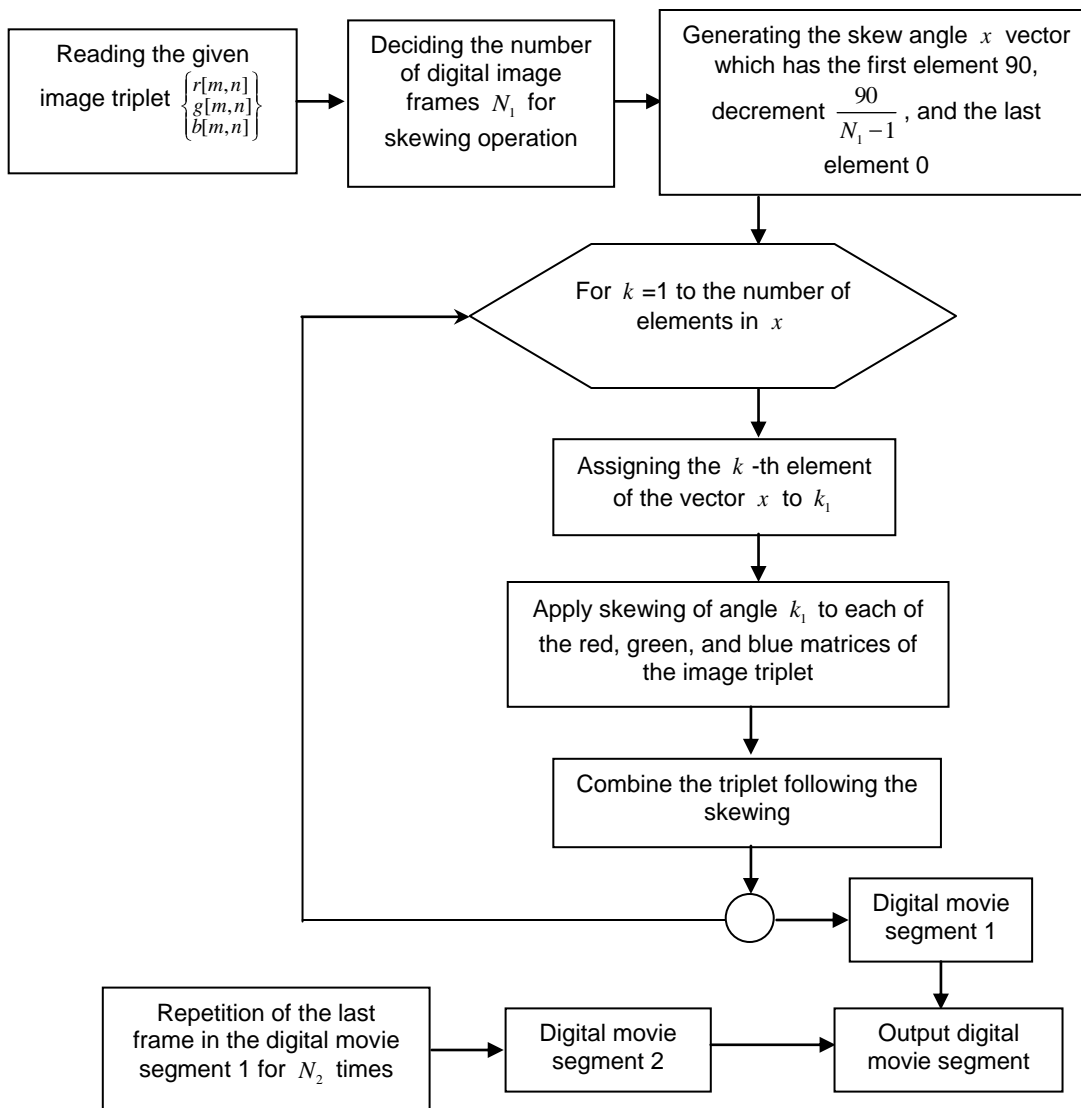 Reading the given
image triplet {r[m,n]
g[m,n]
b[m,n]}
Deciding the number
of digital image
frames N₁ for
skewing operation
Generating the skew angle x vector
which has the first element 90,
decrement 90/(N₁ − 1) , and the last
element 0
For k =1 to the number of
elements in x
Assigning the k -th element
of the vector x to k₁
Apply skewing of angle k₁ to each of
the red, green, and blue matrices of
the image triplet
Combine the triplet following the
skewing
Digital movie
segment 1
Repetition of the last
frame in the digital movie
segment 1 for N₂ times
Digital movie
segment 2
Output digital
movie segment